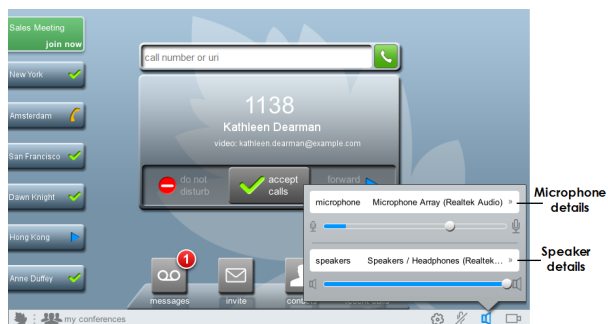 Sales Meeting
join now
New York
Amsterdam
San Francisco
Dawn Knight
Hong Kong
Anne Duffey
call number or uri
1138
Kathleen Dearman
video: kathleen.dearman@example.com
do not
disturb
accept
calls
forward
microphone Microphone Array (Realtek Audio) »
speakers Speakers / Headphones (Realtek... »
Microphone
details
Speaker
details
1
messages
invite
my conferences